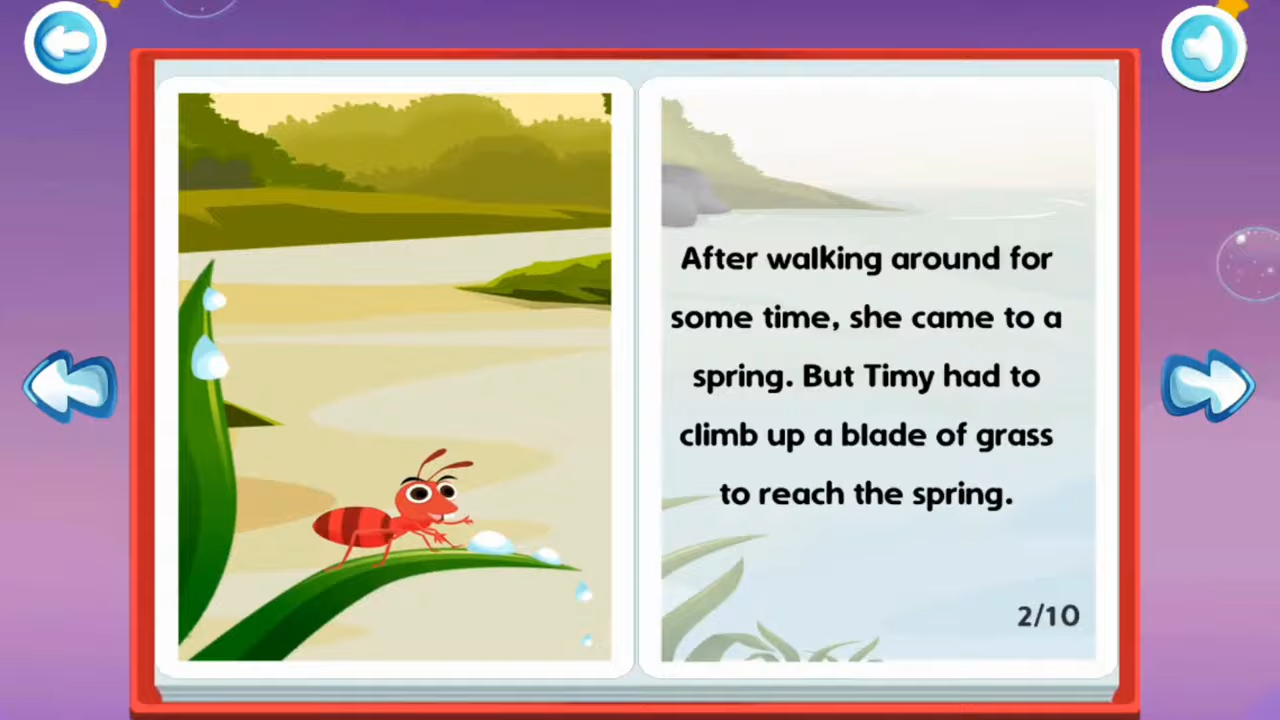 After walking around for
some time, she came to a
spring. But Timy had to
climb up a blade of grass
to reach the spring.
2/10